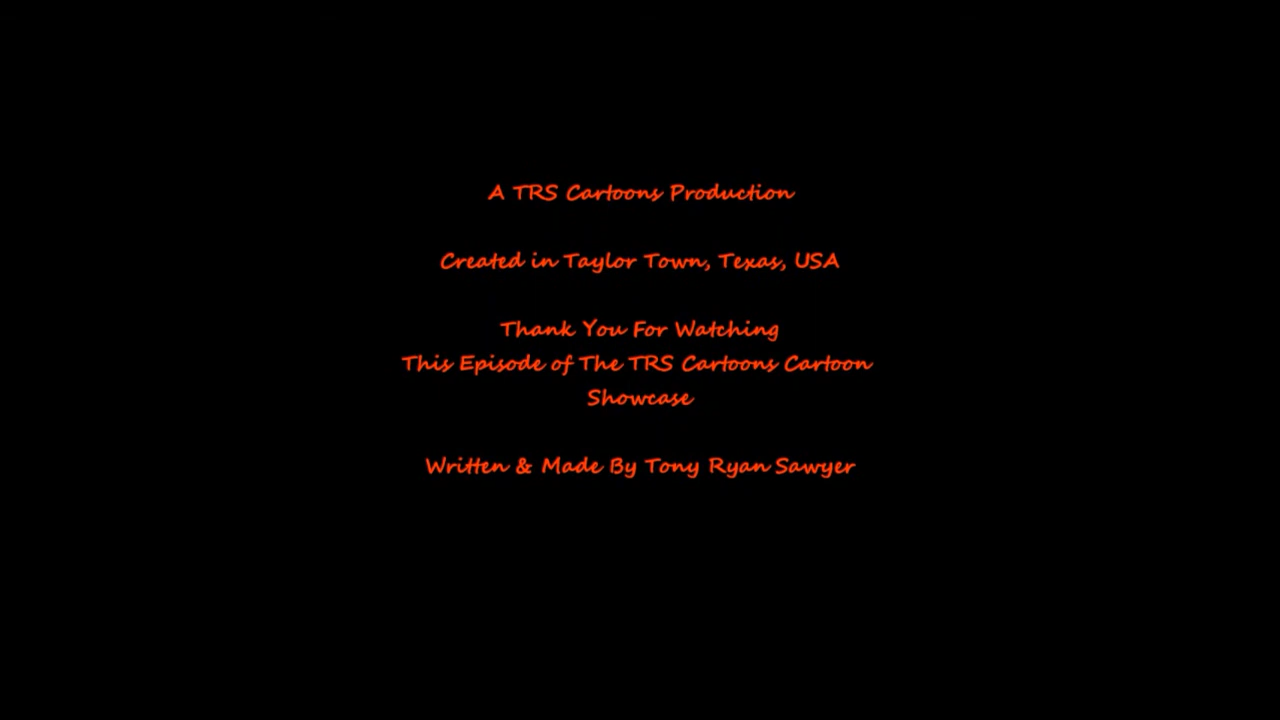 A TRS Cartoons Production
Created in Taylor Town, Texas, USA
Thank You For Watching
This Episode of The TRS Cartoons Cartoon
Showcase
Written & Made By Tony Ryan Sawyer